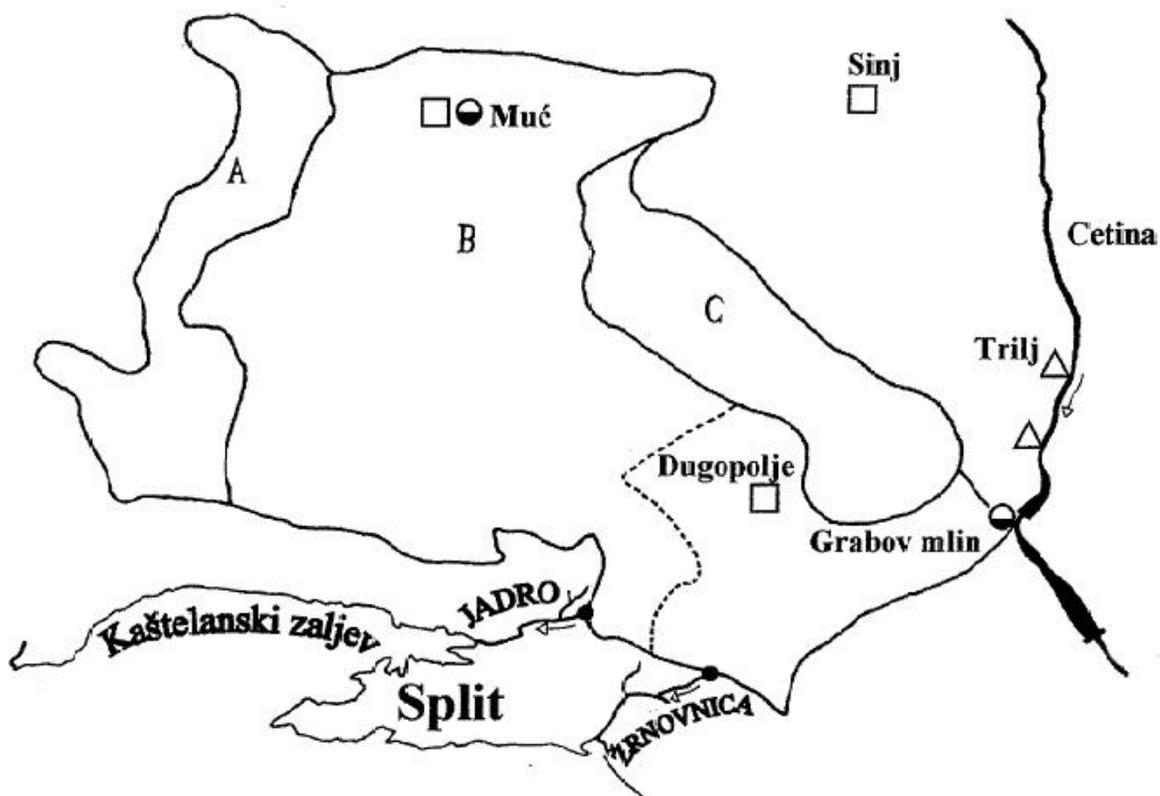 Sinj
Muć
A
B
Cetina
C
Trilj
Dugopolje
Grabov mlin
JADRO
Kaštelanski zaljev
Split
ŽRNOVNICA